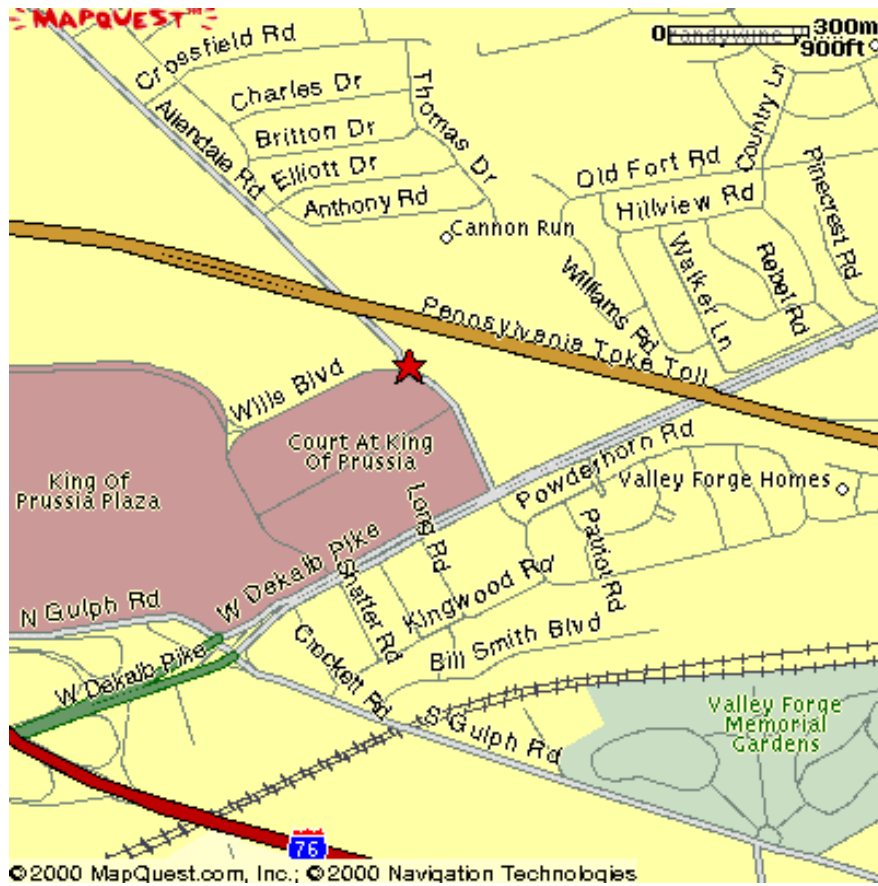 MAPQUEST
0
300m
900ft
Crossfield Rd
Charles Dr
Thomas Dr
Country Ln
Allendale Rd
Britton Dr
Elliott Dr
Old Fort Rd
Pinecrest Rd
Anthony Rd
Hillview Rd
Cannon Run
Walker Ln
Rebel Rd
Williams Rd
Pennsylvania Toke Toll
Wills Blvd
Court At King
Of Prussia
King Of
Prussia Plaza
Powderhorn Rd
Valley Forge Homes
Long Rd
Patriot Rd
W Dekalb Pike
Shaffer Rd
N Gulph Rd
Kingwood Rd
Bill Smith Blvd
Crockett Rd
W Dekalb Pike
S Gulph Rd
Valley Forge
Memorial
Gardens
76
©2000 MapQuest.com, Inc.; ©2000 Navigation Technologies